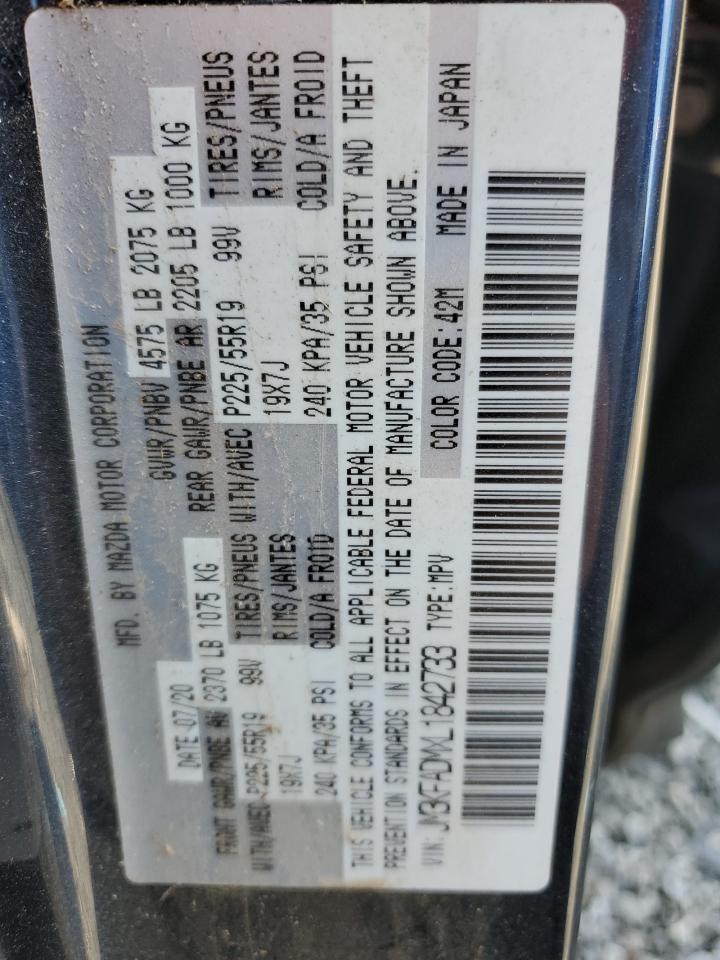 MFD. BY MAZDA MOTOR CORPORATION
DATE 07/20 GVWR/PNBV 4575 LB 2075 KG
FRONT GAWR/PNBE AV 2370 LB 1075 KG REAR GAWR/PNBE AR 2205 LB 1000 KG
WITH/AVEC P225/55R19 99V TIRES/PNEUS WITH/AVEC P225/55R19 99V TIRES/PNEUS
19X7J RIMS/JANTES 19X7J RIMS/JANTES
240 KPA/35 PSI COLD/A FROID 240 KPA/35 PSI COLD/A FROID
THIS VEHICLE CONFORMS TO ALL APPLICABLE FEDERAL MOTOR VEHICLE SAFETY AND THEFT
PREVENTION STANDARDS IN EFFECT ON THE DATE OF MANUFACTURE SHOWN ABOVE.
VIN: JM3KFADMXL1842733 TYPE:MPV COLOR CODE:42M MADE IN JAPAN